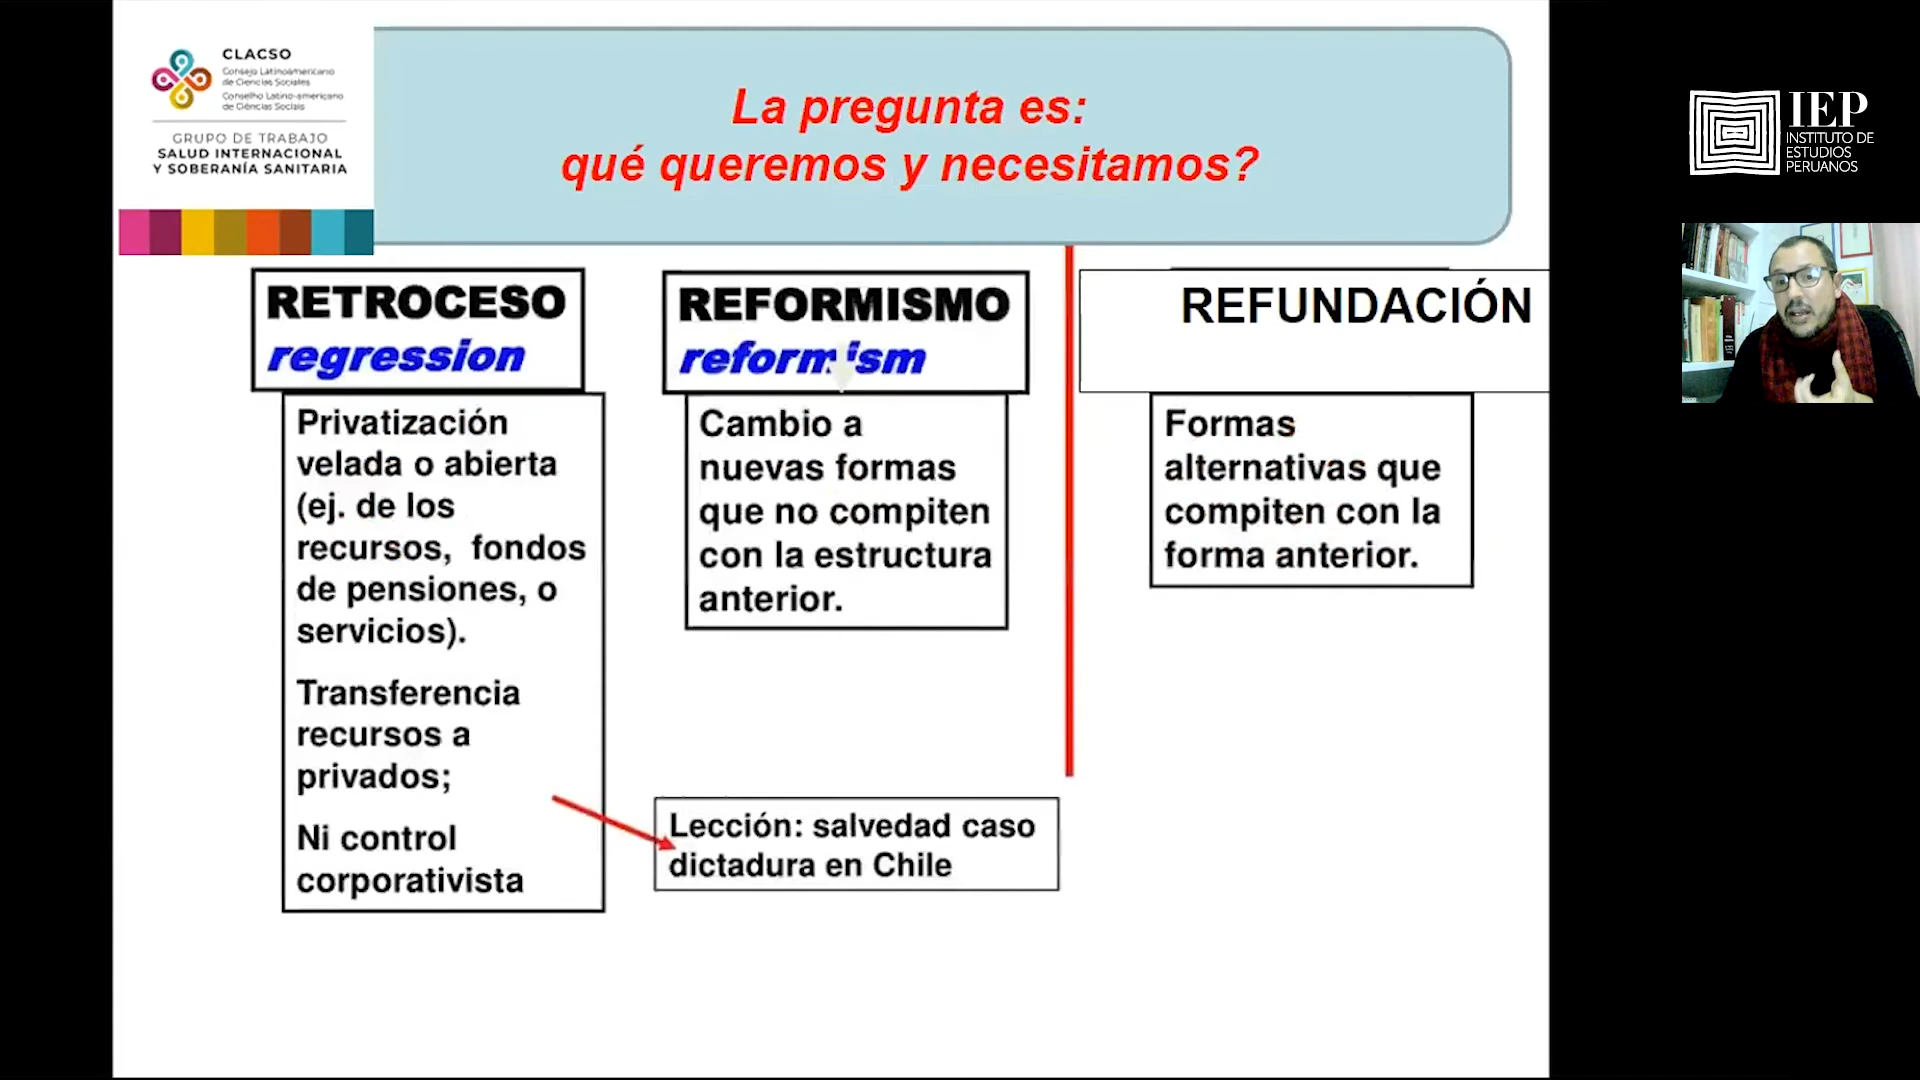 CLACSO
Consejo Latinoamericano
de Ciencias Sociales
Conselho Latino-americano
de Ciências Sociais
GRUPO DE TRABAJO
SALUD INTERNACIONAL
Y SOBERANÍA SANITARIA
La pregunta es:
qué queremos y necesitamos?
IEP
INSTITUTO DE
ESTUDIOS
PERUANOS
RETROCESO
regression
Privatización
velada o abierta
(ej. de los
recursos, fondos
de pensiones, o
servicios).
Transferencia
recursos a
privados;
Ni control
corporativista
REFORMISMO
reformism
Cambio a
nuevas formas
que no compiten
con la estructura
anterior.
Lección: salvedad caso
dictadura en Chile
REFUNDACIÓN
Formas
alternativas que
compiten con la
forma anterior.